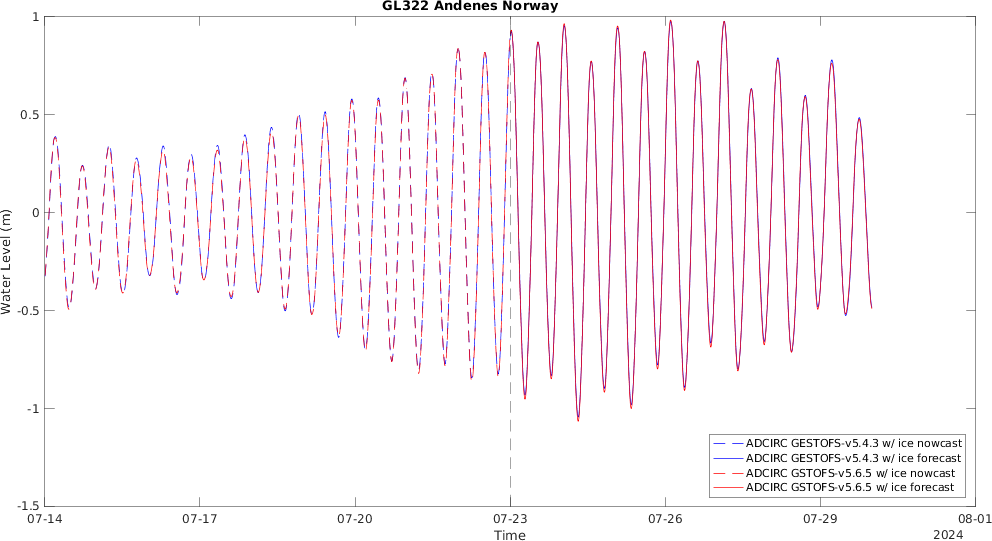 GL322 Andenes Norway
1
0.5
0
-0.5
-1
-1.5
Water Level (m)
07-14
07-17
07-20
07-23
07-26
07-29
08-01
Time
2024
ADCIRC GESTOFS-v5.4.3 w/ ice nowcast
ADCIRC GESTOFS-v5.4.3 w/ ice forecast
ADCIRC GSTOFS-v5.6.5 w/ ice nowcast
ADCIRC GSTOFS-v5.6.5 w/ ice forecast